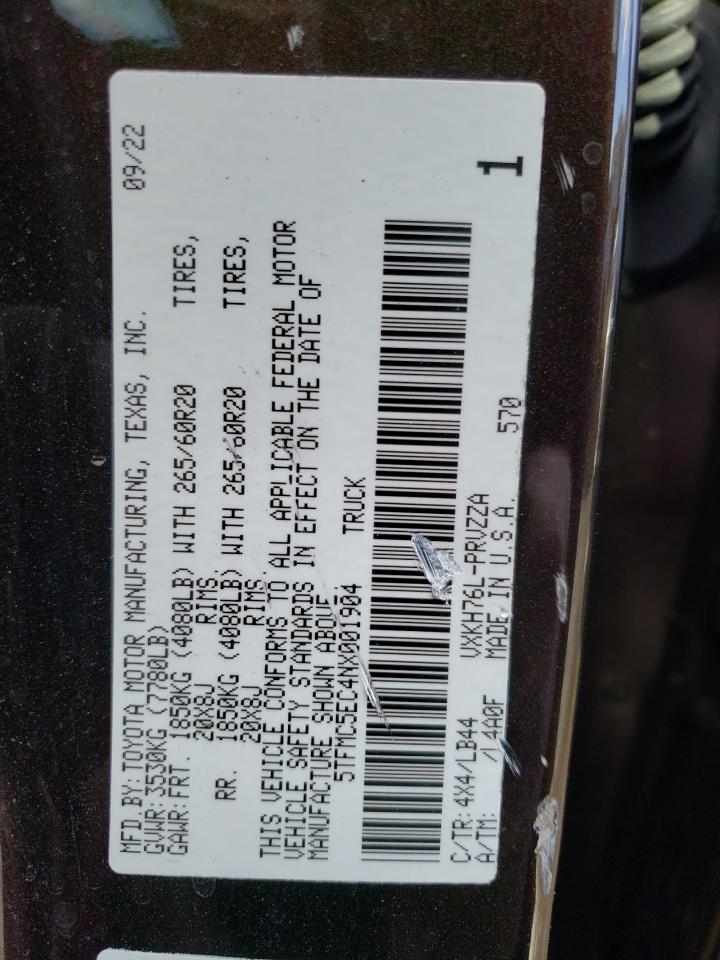 MFD BY: TOYOTA MOTOR MANUFACTURING, TEXAS, INC. 09/22
GVWR: 3530KG (7780LB)
GAWR: FRT. 1850KG (4080LB) WITH 265/60R20 TIRES,
20X8J RIMS,
RR. 1850KG (4080LB) WITH 265/60R20 TIRES,
20X8J RIMS.
THIS VEHICLE CONFORMS TO ALL APPLICABLE FEDERAL MOTOR
VEHICLE SAFETY STANDARDS IN EFFECT ON THE DATE OF
MANUFACTURE SHOWN ABOVE.
5TFMC5EC4NX001904 TRUCK
C/TR: 4X4/LB44 VXKH76L-PRVZZA
A/TM: /L4A0F MADE IN U.S.A. 570
1